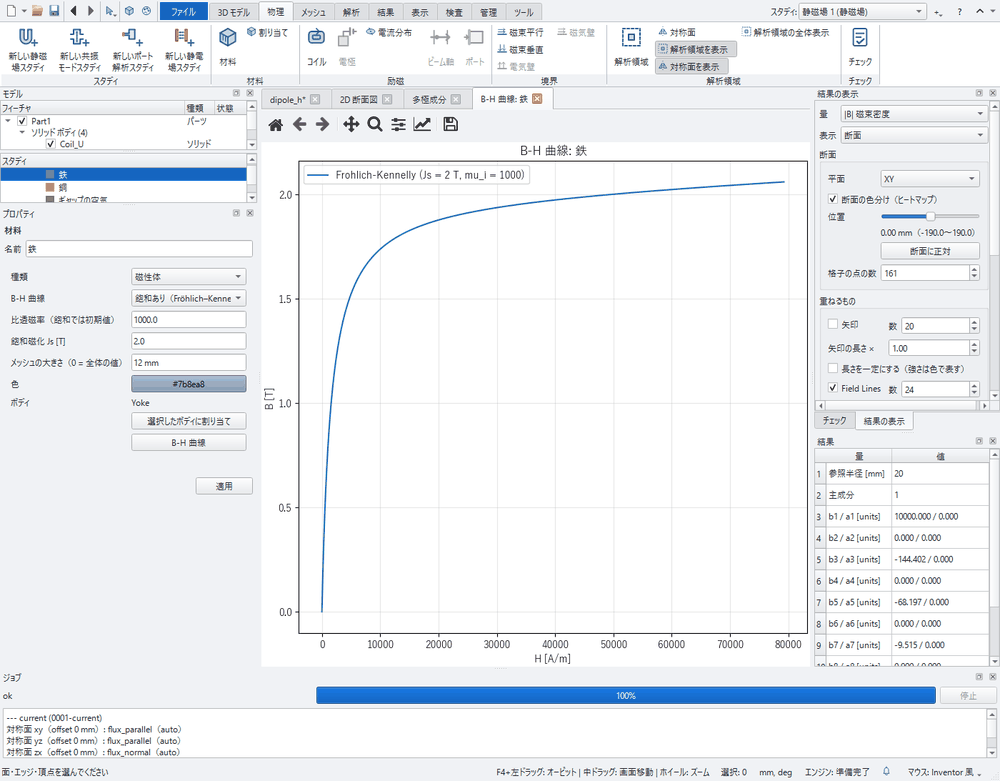 ファイル
3Dモデル
物理
メッシュ
解析
結果
表示
検査
管理
ツール
スタディ: 静磁場 1 (静磁場)
新しい静磁場スタディ
新しい共振モードスタディ
新しいポート解析スタディ
新しい静電場スタディ
スタディ
材料
割り当て
材料
コイル
電極
電流分布
ビーム軸
ポート
励磁
磁束平行
磁束垂直
電気壁
磁気壁
境界
解析領域
対称面
解析領域を表示
対称面を表示
解析領域の全体表示
解析領域
チェック
チェック
モデル
フィーチャ 種類 状態
Part1 パーツ
ソリッド ボディ (4)
Coil_U ソリッド
スタディ
鉄
銅
ギャップの空気
プロパティ
材料
名前 鉄
種類 磁性体
B-H 曲線 飽和あり (Fröhlich–Kenne
比透磁率（飽和では初期値） 1000.0
飽和磁化 Js [T] 2.0
メッシュの大きさ（0 = 全体の値） 12 mm
色 #7b8ea8
ボディ Yoke
選択したボディに割り当て
B-H 曲線
適用
dipole_h*
2D 断面図
多極成分
B-H 曲線: 鉄
B-H 曲線: 鉄
Frohlich-Kennelly (Js = 2 T, mu_i = 1000)
B [T]
2.0
1.5
1.0
0.5
0.0
0 10000 20000 30000 40000 50000 60000 70000 80000
H [A/m]
結果の表示
量 |B| 磁束密度
表示 断面
断面
平面 XY
断面の色分け（ヒートマップ）
位置
0.00 mm（-190.0～190.0）
断面に正対
格子の点の数 161
重ねるもの
矢印 数 20
矢印の長さ × 1.00
長さを一定にする（強さは色で表す）
Field Lines 数 24
チェック
結果の表示
結果
量 値
1 参照半径 [mm] 20
2 主成分 1
3 b1 / a1 [units] 10000.000 / 0.000
4 b2 / a2 [units] 0.000 / 0.000
5 b3 / a3 [units] -144.402 / 0.000
6 b4 / a4 [units] 0.000 / 0.000
7 b5 / a5 [units] -68.197 / 0.000
8 b6 / a6 [units] 0.000 / 0.000
9 b7 / a7 [units] -9.515 / 0.000
10 b8 / a8 [units] 0.000 / 0.000
ジョブ
ok
100%
停止
--- current (0001-current)
対称面 xy（offset 0 mm）: flux_parallel（auto）
対称面 yz（offset 0 mm）: flux_parallel（auto）
対称面 zx（offset 0 mm）: flux_normal（auto）
面・エッジ・頂点を選んでください
F4+左ドラッグ: オービット | 中ドラッグ: 画面移動 | ホイール: ズーム
選択: 0
mm, deg
エンジン: 準備完了
マウス: Inventor 風